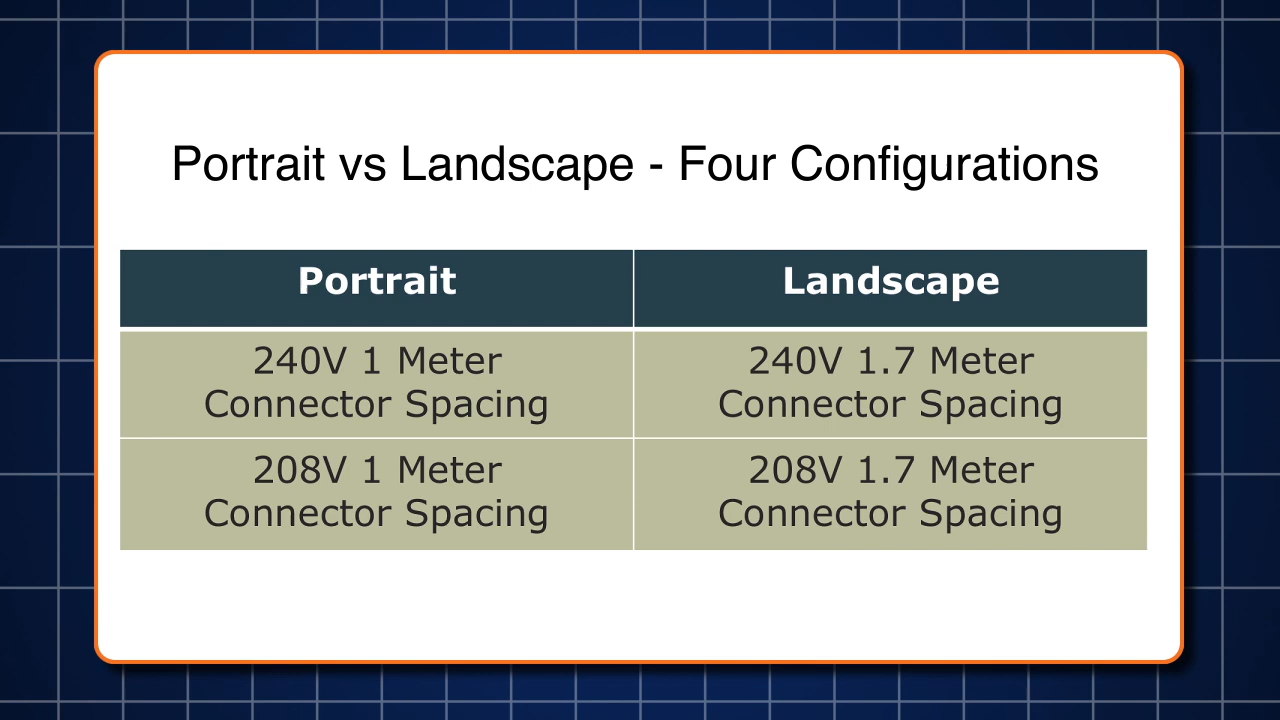 Portrait vs Landscape - Four Configurations
Portrait
Landscape
240V 1 Meter
Connector Spacing
240V 1.7 Meter
Connector Spacing
208V 1 Meter
Connector Spacing
208V 1.7 Meter
Connector Spacing